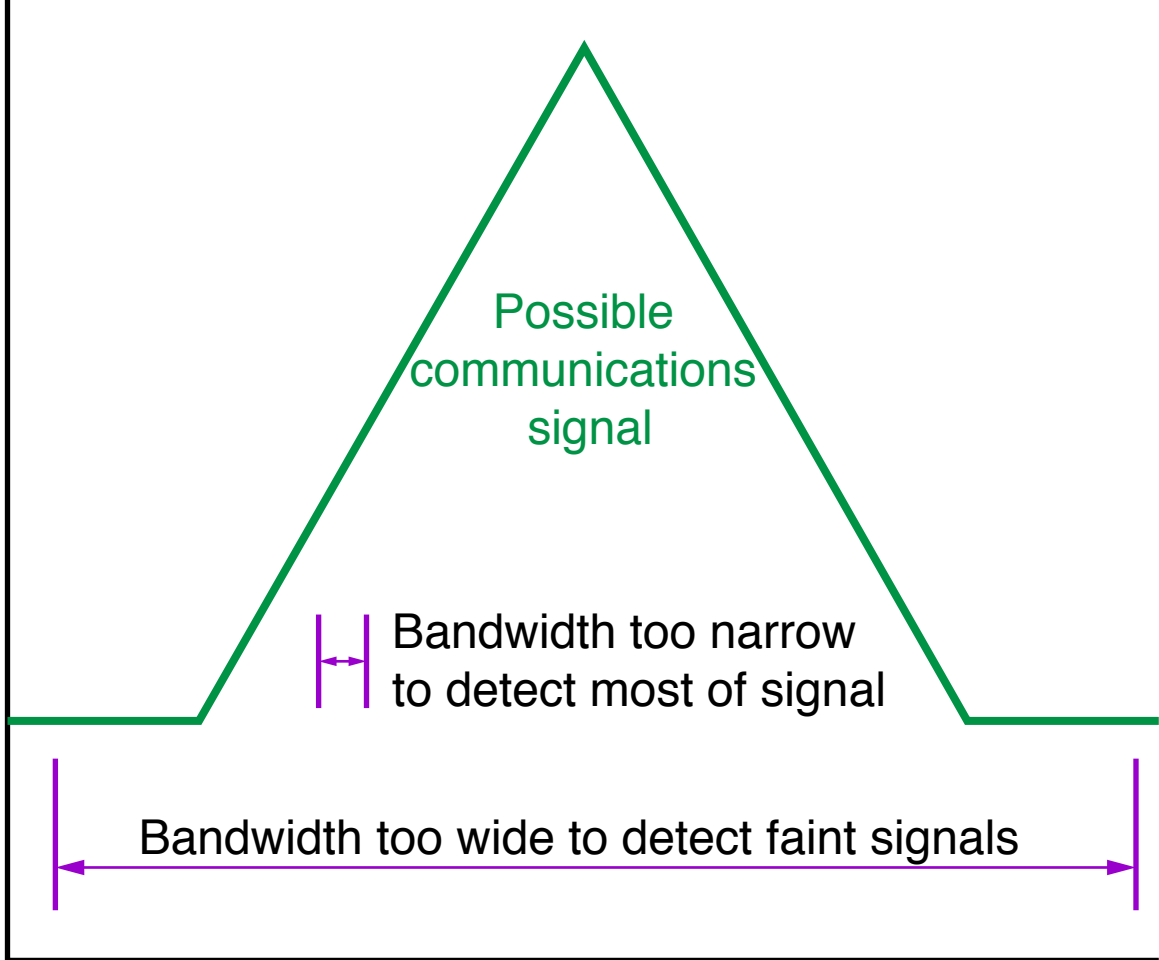 Possible
communications
signal
Bandwidth too narrow
to detect most of signal
Bandwidth too wide to detect faint signals